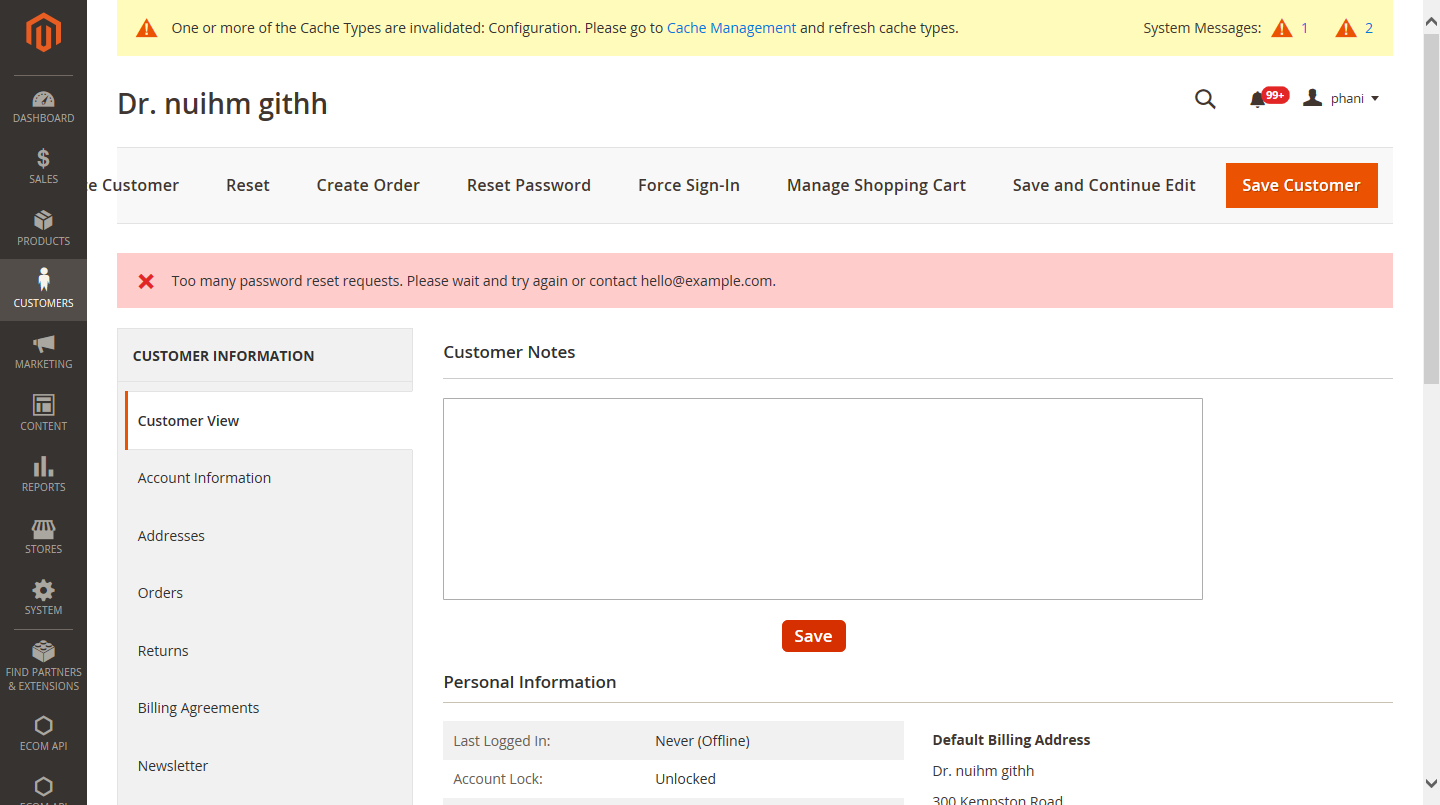 One or more of the Cache Types are invalidated: Configuration. Please go to Cache Management and refresh cache types.
System Messages: 1 2
Dr. nuihm githh
99+
phani
e Customer Reset Create Order Reset Password Force Sign-In Manage Shopping Cart Save and Continue Edit Save Customer
Too many password reset requests. Please wait and try again or contact hello@example.com.
DASHBOARD
SALES
PRODUCTS
CUSTOMERS
MARKETING
CONTENT
REPORTS
STORES
SYSTEM
FIND PARTNERS
& EXTENSIONS
ECOM API
ECOM API
CUSTOMER INFORMATION
Customer View
Account Information
Addresses
Orders
Returns
Billing Agreements
Newsletter
Customer Notes
Save
Personal Information
Last Logged In: Never (Offline)
Account Lock: Unlocked
Default Billing Address
Dr. nuihm githh
300 Kempston Road